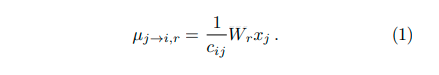 μ_{j→i,r} = \frac{1}{c_{ij}} W_r x_j . (1)